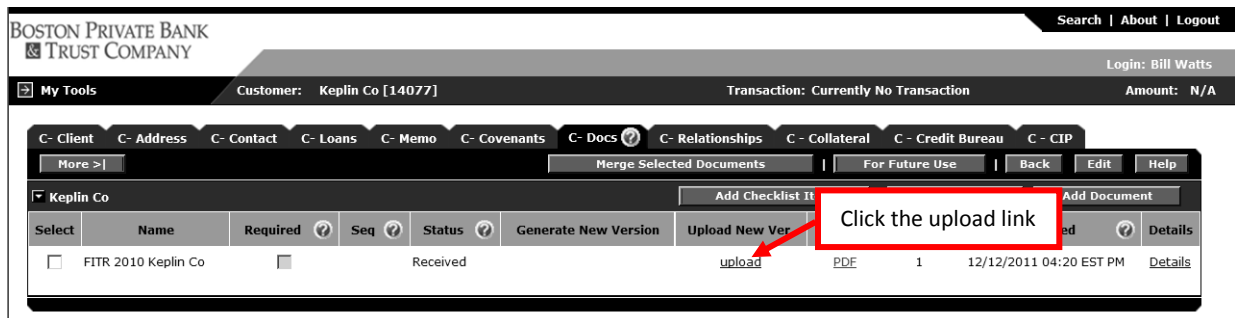 BOSTON PRIVATE BANK
& TRUST COMPANY
Search | About | Logout
Login: Bill Watts
My Tools Customer: Keplin Co [14077] Transaction: Currently No Transaction Amount: N/A
C- Client C- Address C- Contact C- Loans C- Memo C- Covenants C- Docs ? C- Relationships C - Collateral C - Credit Bureau C - CIP
More >| Merge Selected Documents | For Future Use | Back Edit Help
Keplin Co Add Checklist Add Document
Click the upload link
Select Name Required ? Seq ? Status ? Generate New Version Upload New Ver ? Details
FITR 2010 Keplin Co Received upload PDF 1 12/12/2011 04:20 EST PM Details